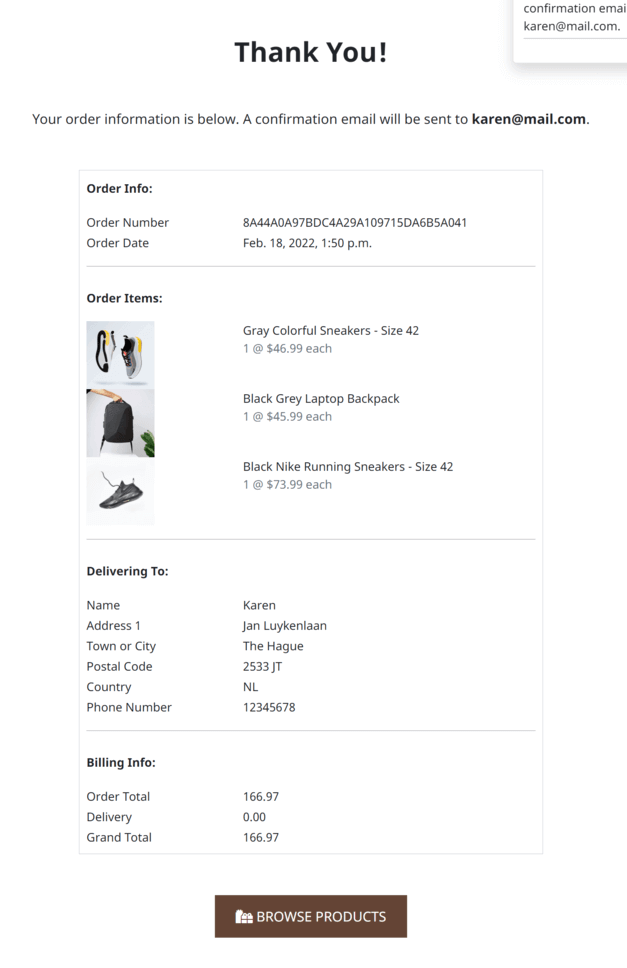 confirmation emai
karen@mail.com.
Thank You!
Your order information is below. A confirmation email will be sent to karen@mail.com.
Order Info:
Order Number 8A44A0A97BDC4A29A109715DA6B5A041
Order Date Feb. 18, 2022, 1:50 p.m.
Order Items:
Gray Colorful Sneakers - Size 42
1 @ $46.99 each
Black Grey Laptop Backpack
1 @ $45.99 each
Black Nike Running Sneakers - Size 42
1 @ $73.99 each
Delivering To:
Name Karen
Address 1 Jan Luykenlaan
Town or City The Hague
Postal Code 2533 JT
Country NL
Phone Number 12345678
Billing Info:
Order Total 166.97
Delivery 0.00
Grand Total 166.97
BROWSE PRODUCTS